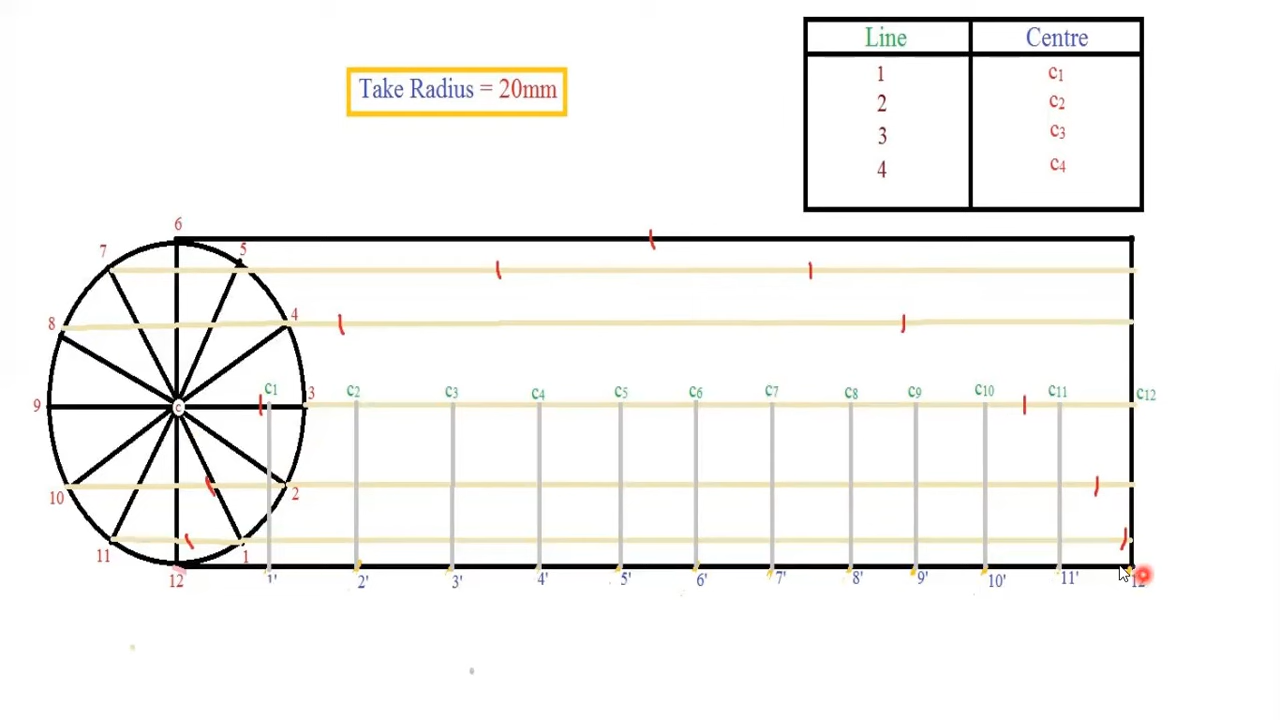 Line Centre
Take Radius = 20mm
1 c1
2 c2
3 c3
4 c4
6
7 5
8 4
c1 c2 c3 c4 c5 c6 c7 c8 c9 c10 c11 c12
9 c 3
10 2
11 1
12 1' 2' 3' 4' 5' 6' 7' 8' 9' 10' 11' 12